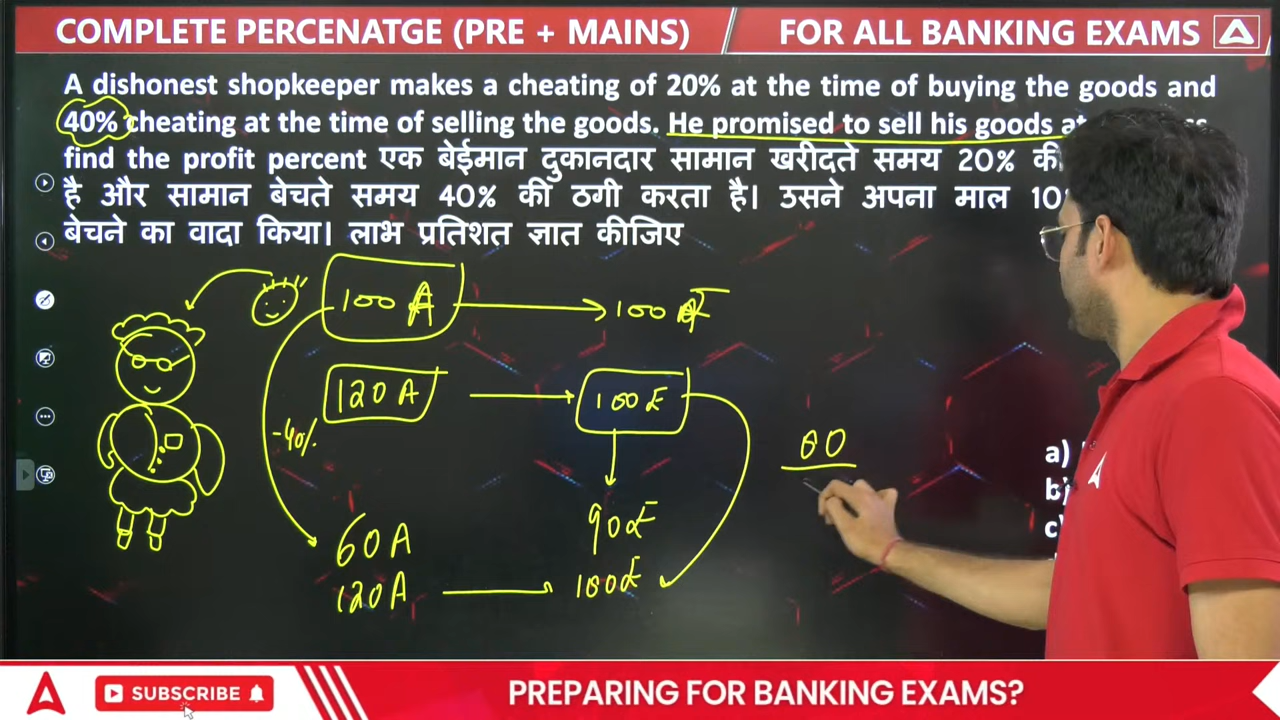 COMPLETE PERCENATGE (PRE + MAINS)
FOR ALL BANKING EXAMS
A dishonest shopkeeper makes a cheating of 20% at the time of buying the goods and
40% cheating at the time of selling the goods. He promised to sell his goods at
find the profit percent एक बेईमान दुकानदार सामान खरीदते समय 20% की
है और सामान बेचते समय 40% की ठगी करता है। उसने अपना माल 10
बेचने का वादा किया। लाभ प्रतिशत ज्ञात कीजिए
100 A 100
120 A 100 ₤
-40%
60
60 A 90 ₤
120 A 100 ₤
a)
b)
c)
SUBSCRIBE
PREPARING FOR BANKING EXAMS?